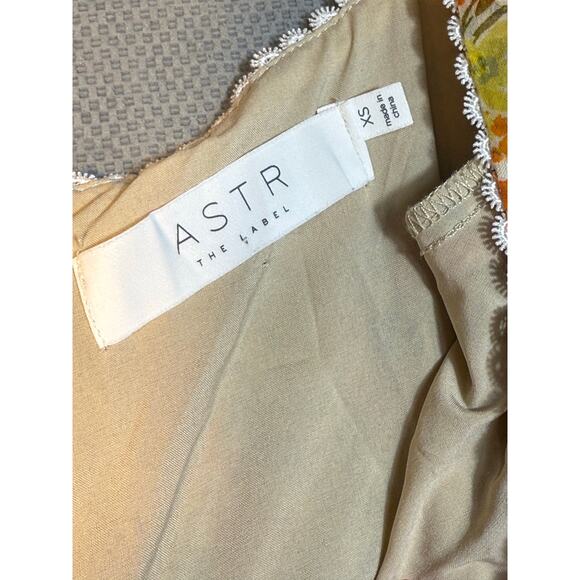 ASTR
THE LABEL
XS
made in
china